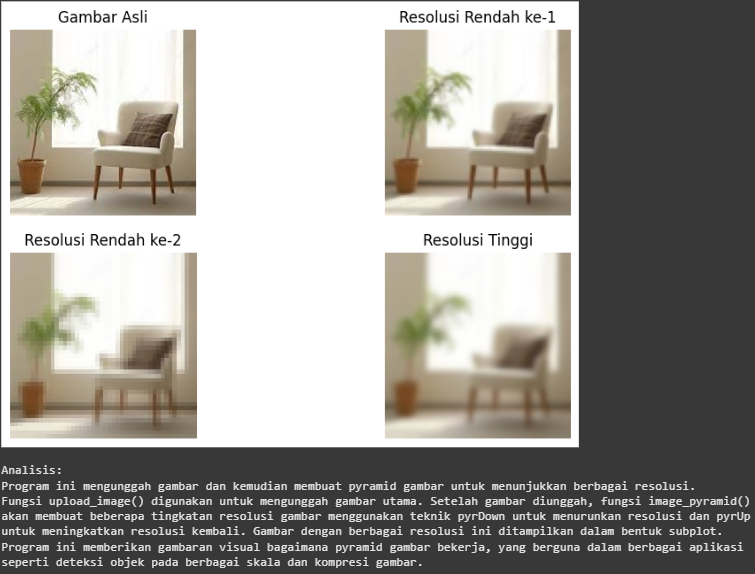 Gambar Asli
Resolusi Rendah ke-1
Resolusi Rendah ke-2
Resolusi Tinggi
Analisis:
Program ini mengunggah gambar dan kemudian membuat pyramid gambar untuk menunjukkan berbagai resolusi.
Fungsi upload_image() digunakan untuk mengunggah gambar utama. Setelah gambar diunggah, fungsi image_pyramid()
akan membuat beberapa tingkatan resolusi gambar menggunakan teknik pyrDown untuk menurunkan resolusi dan pyrUp
untuk meningkatkan resolusi kembali. Gambar dengan berbagai resolusi ini ditampilkan dalam bentuk subplot.
Program ini memberikan gambaran visual bagaimana pyramid gambar bekerja, yang berguna dalam berbagai aplikasi
seperti deteksi objek pada berbagai skala dan kompresi gambar.